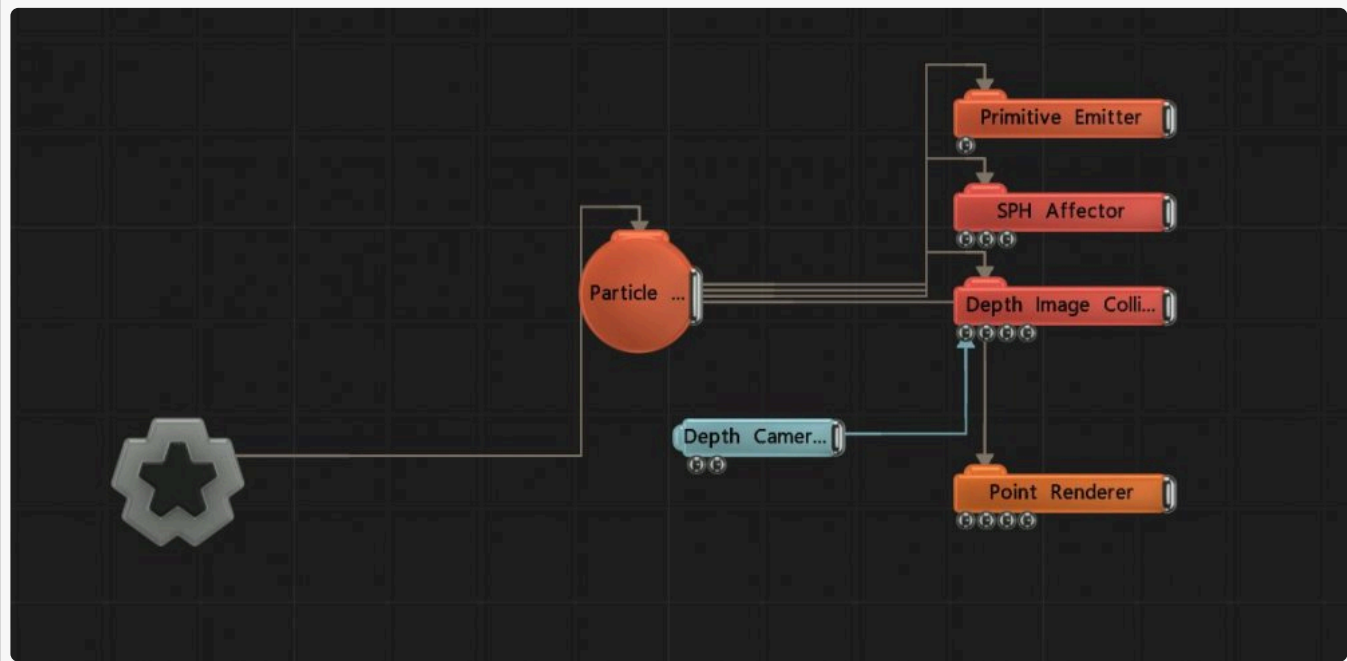 Primitive Emitter
SPH Affector
Particle ...
Depth Image Colli...
Depth Camer...
Point Renderer